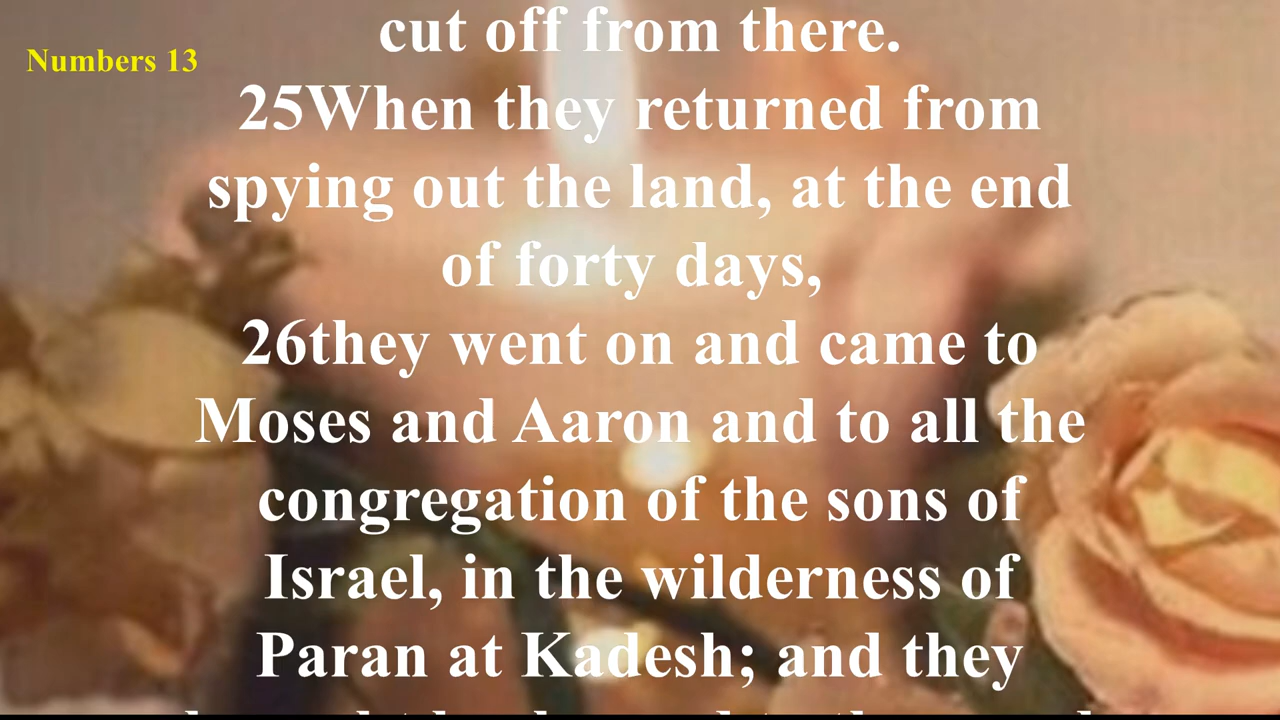 cut off from there.
Numbers 13
25When they returned from
spying out the land, at the end
of forty days,
26they went on and came to
Moses and Aaron and to all the
congregation of the sons of
Israel, in the wilderness of
Paran at Kadesh; and they